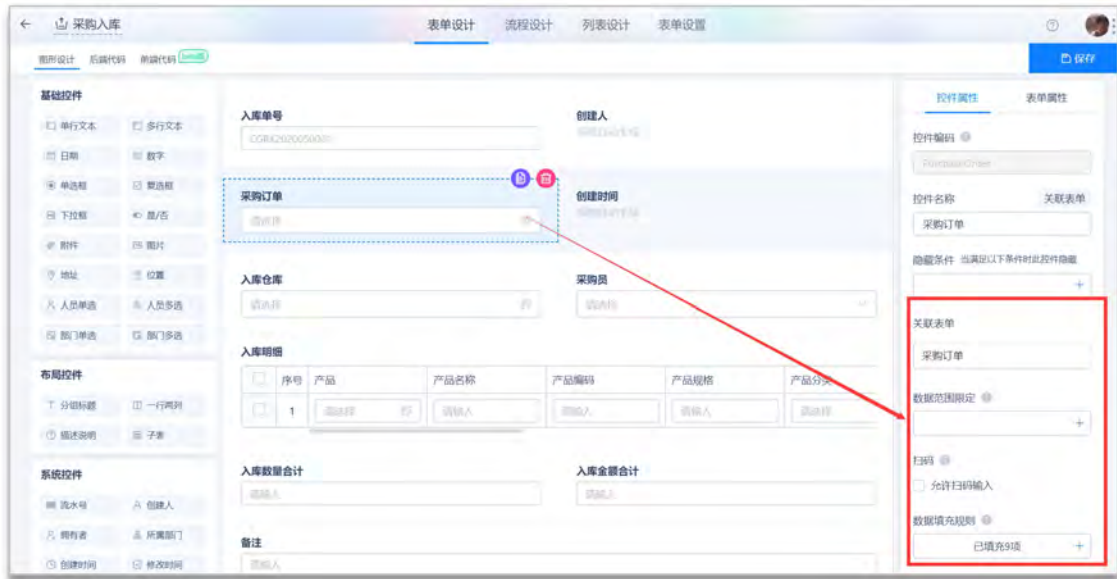 采购入库
表单设计 流程设计 列表设计 表单设置
图形设计 后端代码 前端代码
保存
基础控件
单行文本 多行文本
日期 数字
单选框 复选框
下拉框 是/否
附件 图片
地址 位置
人员单选 人员多选
部门单选 部门多选
布局控件
分组标题 一行两列
描述说明 子表
系统控件
流水号 创建人
拥有者 所属部门
创建时间 修改时间
入库单号 创建人
采购订单 创建时间
请选择
入库仓库 采购员
请选择 请选择
入库明细
序号 产品 产品名称 产品编码 产品规格 产品分类
1 请选择 请输入 请输入 请输入 请选择
入库数量合计 入库金额合计
请输入 请输入
备注
请输入
控件属性 表单属性
控件编码
控件名称 关联表单
采购订单
隐藏条件 当满足以下条件时此控件隐藏
关联表单
采购订单
数据范围限定
扫码
允许扫码输入
数据填充规则
已填充9项